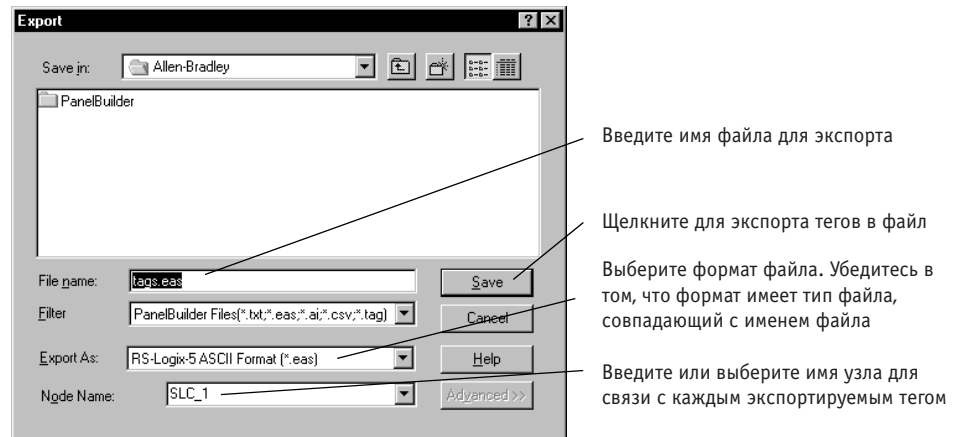 Export
Save in:
Allen-Bradley
PanelBuilder
Введите имя файла для экспорта
Щелкните для экспорта тегов в файл
File name:
tags.eas
Save
Выберите формат файла. Убедитесь в
том, что формат имеет тип файла,
совпадающий с именем файла
Filter
PanelBuilder Files(*.txt;*.eas;*.ai;*.csv;*.tag)
Cancel
Export As:
RS-Logix-5 ASCII Format (*.eas)
Help
Введите или выберите имя узла для
связи с каждым экспортируемым тегом
Node Name:
SLC_1
Advanced >>